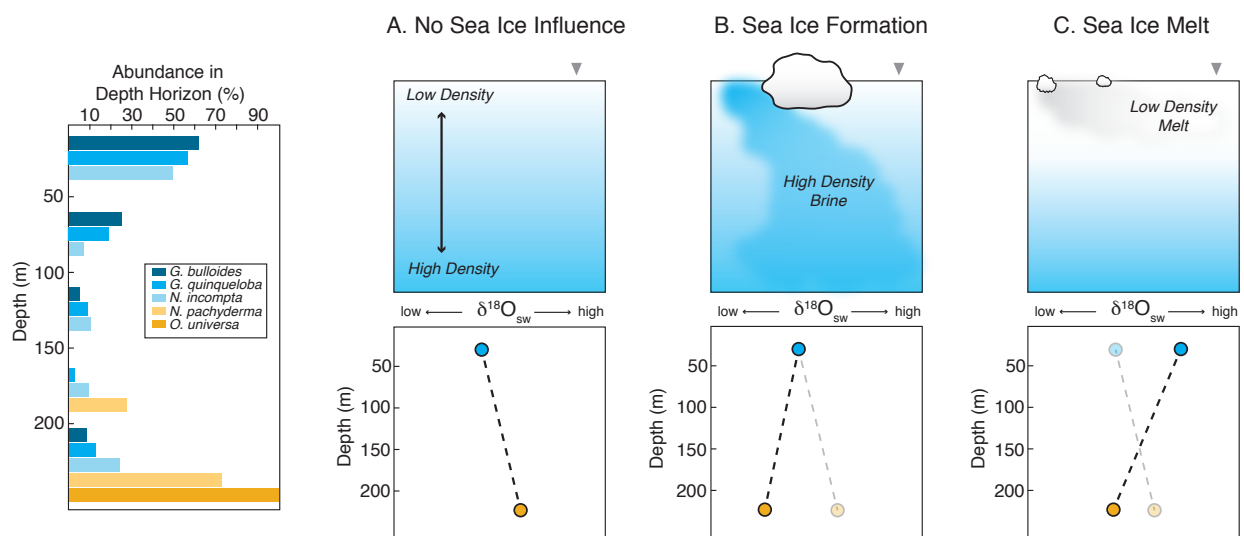 A. No Sea Ice Influence
B. Sea Ice Formation
C. Sea Ice Melt
Abundance in
Depth Horizon (%)
10 30 50 70 90
Depth (m)
50
100
150
200
G. bulloides
G. quinqueloba
N. incompta
N. pachyderma
O. universa
Low Density
High Density
High Density
Brine
Low Density
Melt
low δ¹⁸Osw high
low δ¹⁸Osw high
low δ¹⁸Osw high
Depth (m)
50
100
150
200
Depth (m)
50
100
150
200
Depth (m)
50
100
150
200